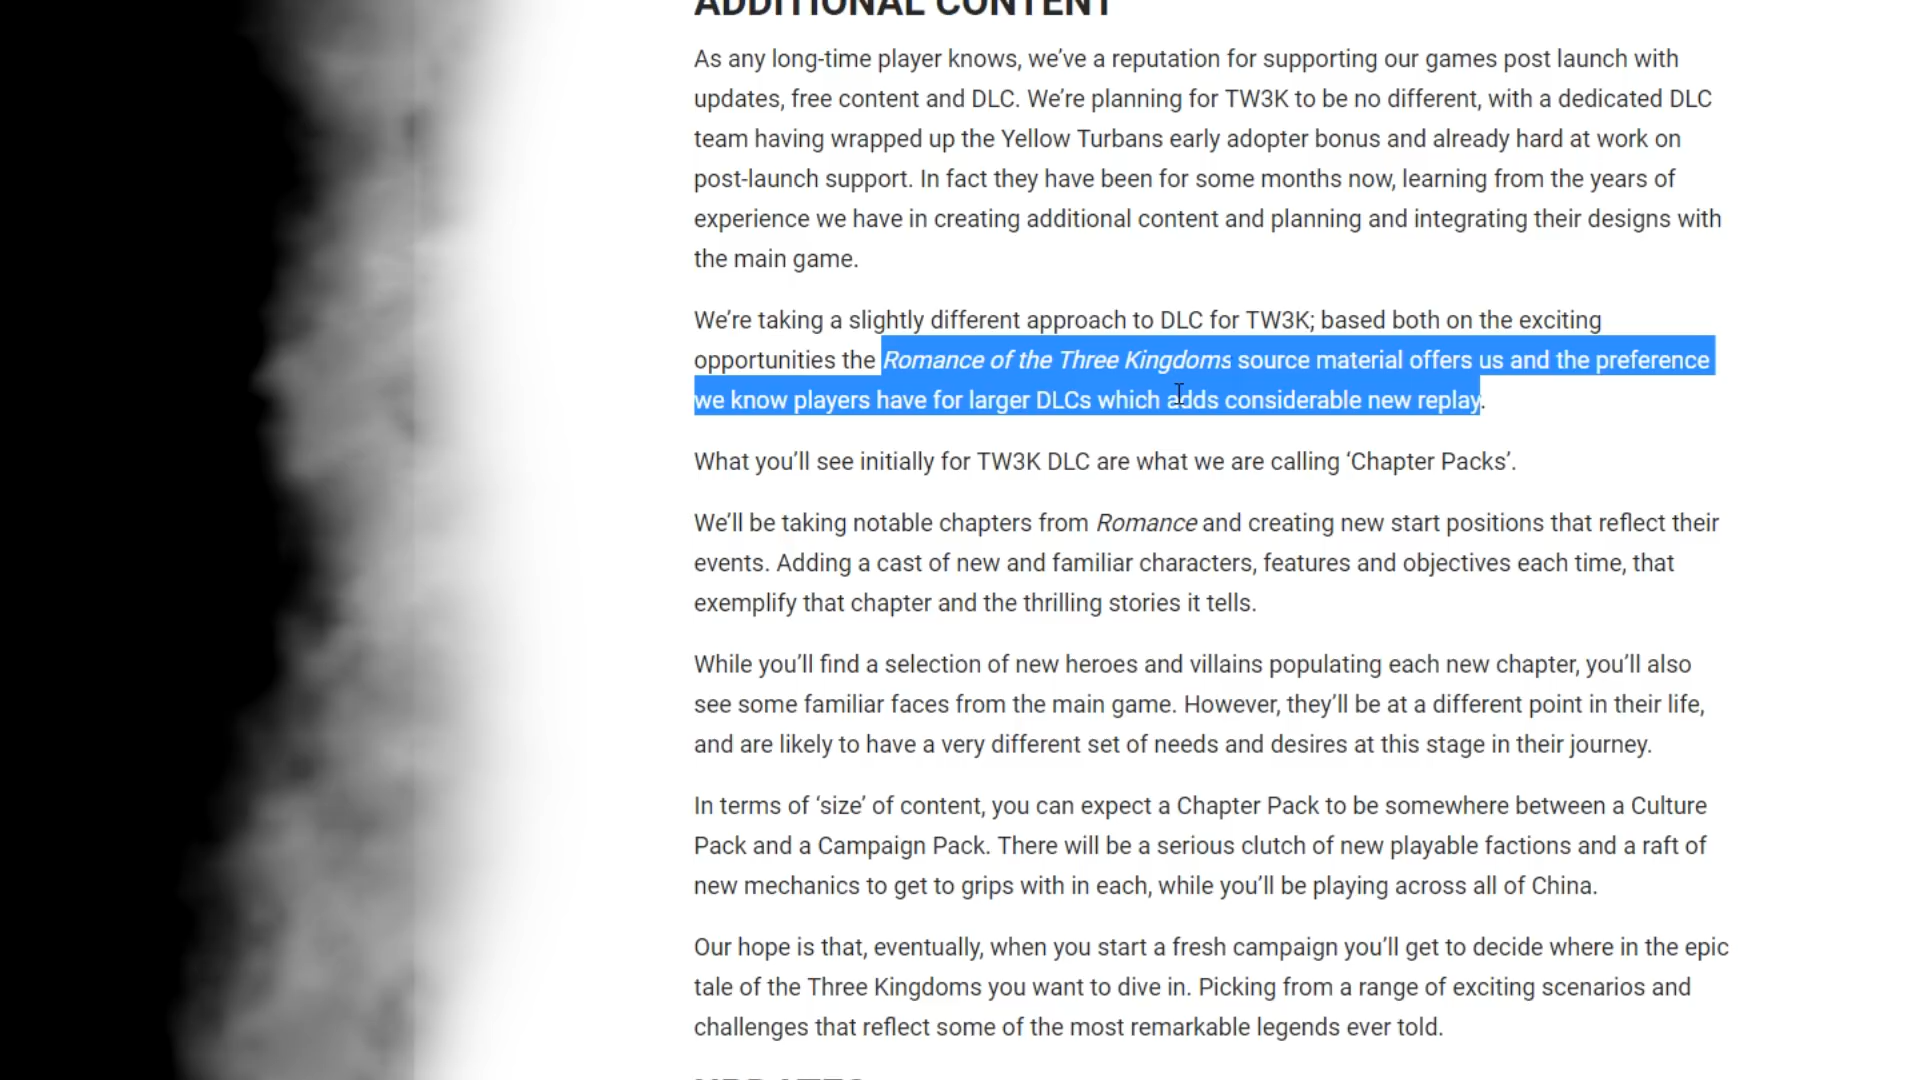 ADDITIONAL CONTENT
As any long-time player knows, we’ve a reputation for supporting our games post launch with
updates, free content and DLC. We’re planning for TW3K to be no different, with a dedicated DLC
team having wrapped up the Yellow Turbans early adopter bonus and already hard at work on
post-launch support. In fact they have been for some months now, learning from the years of
experience we have in creating additional content and planning and integrating their designs with
the main game.
We’re taking a slightly different approach to DLC for TW3K; based both on the exciting
opportunities the Romance of the Three Kingdoms source material offers us and the preference
we know players have for larger DLCs which adds considerable new replay.
What you’ll see initially for TW3K DLC are what we are calling ‘Chapter Packs’.
We’ll be taking notable chapters from Romance and creating new start positions that reflect their
events. Adding a cast of new and familiar characters, features and objectives each time, that
exemplify that chapter and the thrilling stories it tells.
While you’ll find a selection of new heroes and villains populating each new chapter, you’ll also
see some familiar faces from the main game. However, they’ll be at a different point in their life,
and are likely to have a very different set of needs and desires at this stage in their journey.
In terms of ‘size’ of content, you can expect a Chapter Pack to be somewhere between a Culture
Pack and a Campaign Pack. There will be a serious clutch of new playable factions and a raft of
new mechanics to get to grips with in each, while you’ll be playing across all of China.
Our hope is that, eventually, when you start a fresh campaign you’ll get to decide where in the epic
tale of the Three Kingdoms you want to dive in. Picking from a range of exciting scenarios and
challenges that reflect some of the most remarkable legends ever told.